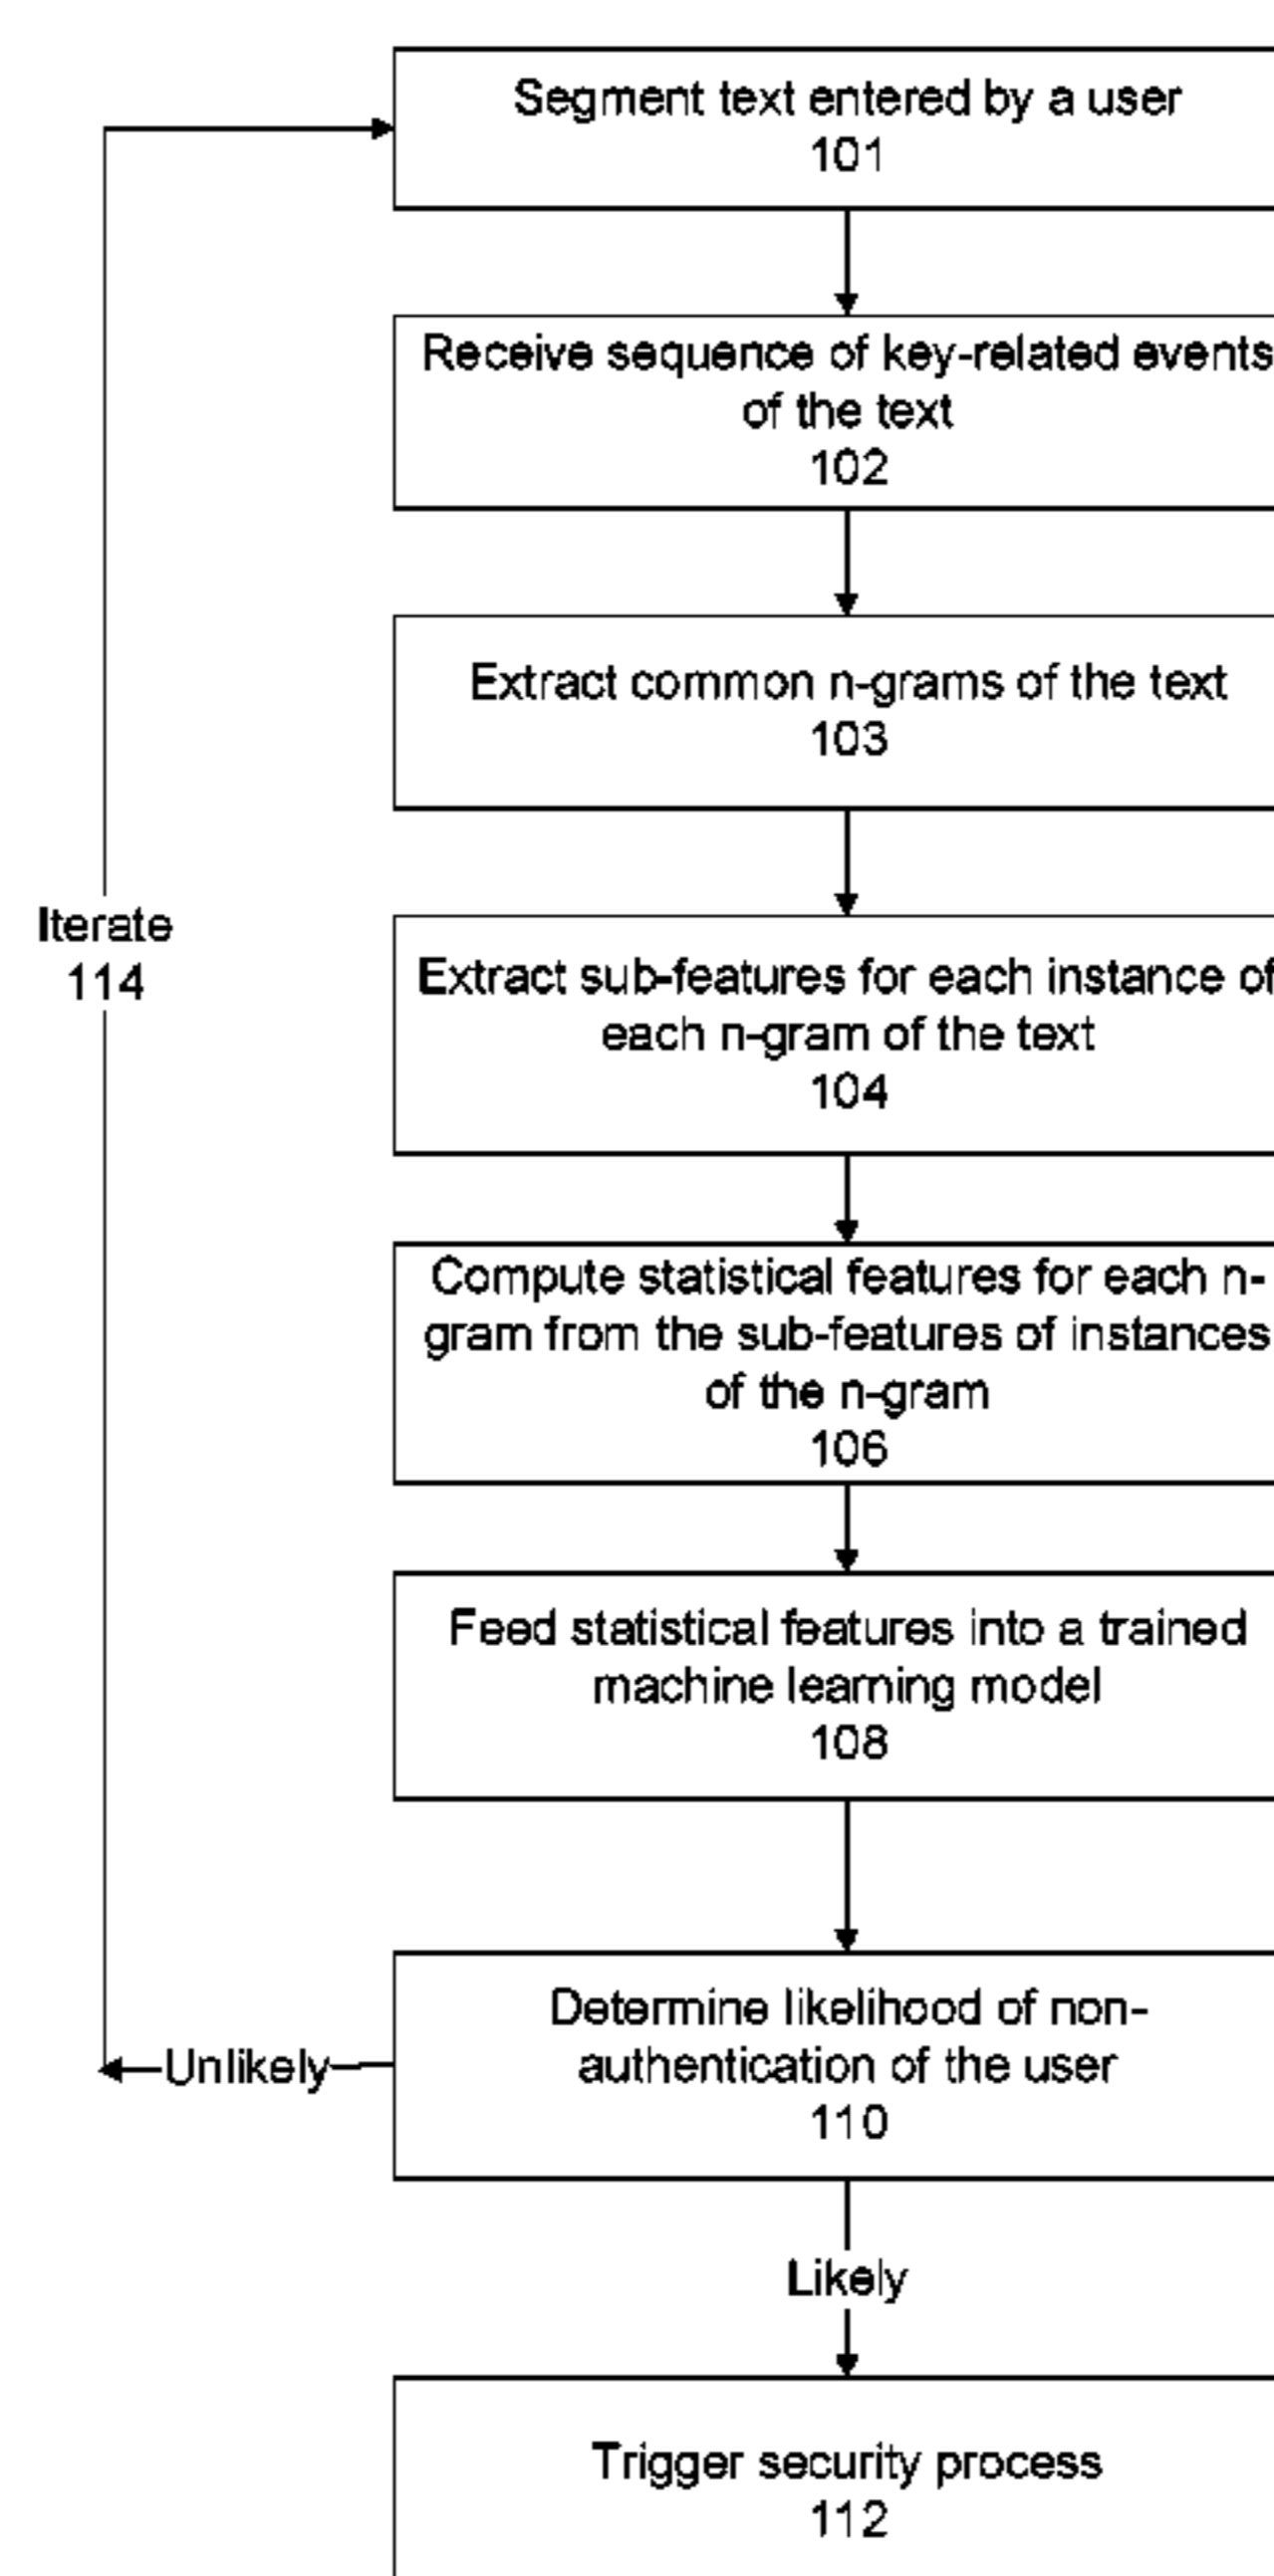 Segment text entered by a user
101
Receive sequence of key-related events
of the text
102
Extract common n-grams of the text
103
Iterate
114
Extract sub-features for each instance of
each n-gram of the text
104
Compute statistical features for each n-
gram from the sub-features of instances
of the n-gram
106
Feed statistical features into a trained
machine learning model
108
Determine likelihood of non-
authentication of the user
110
Unlikely
Likely
Trigger security process
112